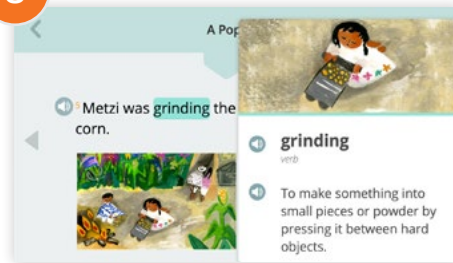 A Pop
5 Metzi was grinding the
corn.
grinding
verb
To make something into
small pieces or powder by
pressing it between hard
objects.